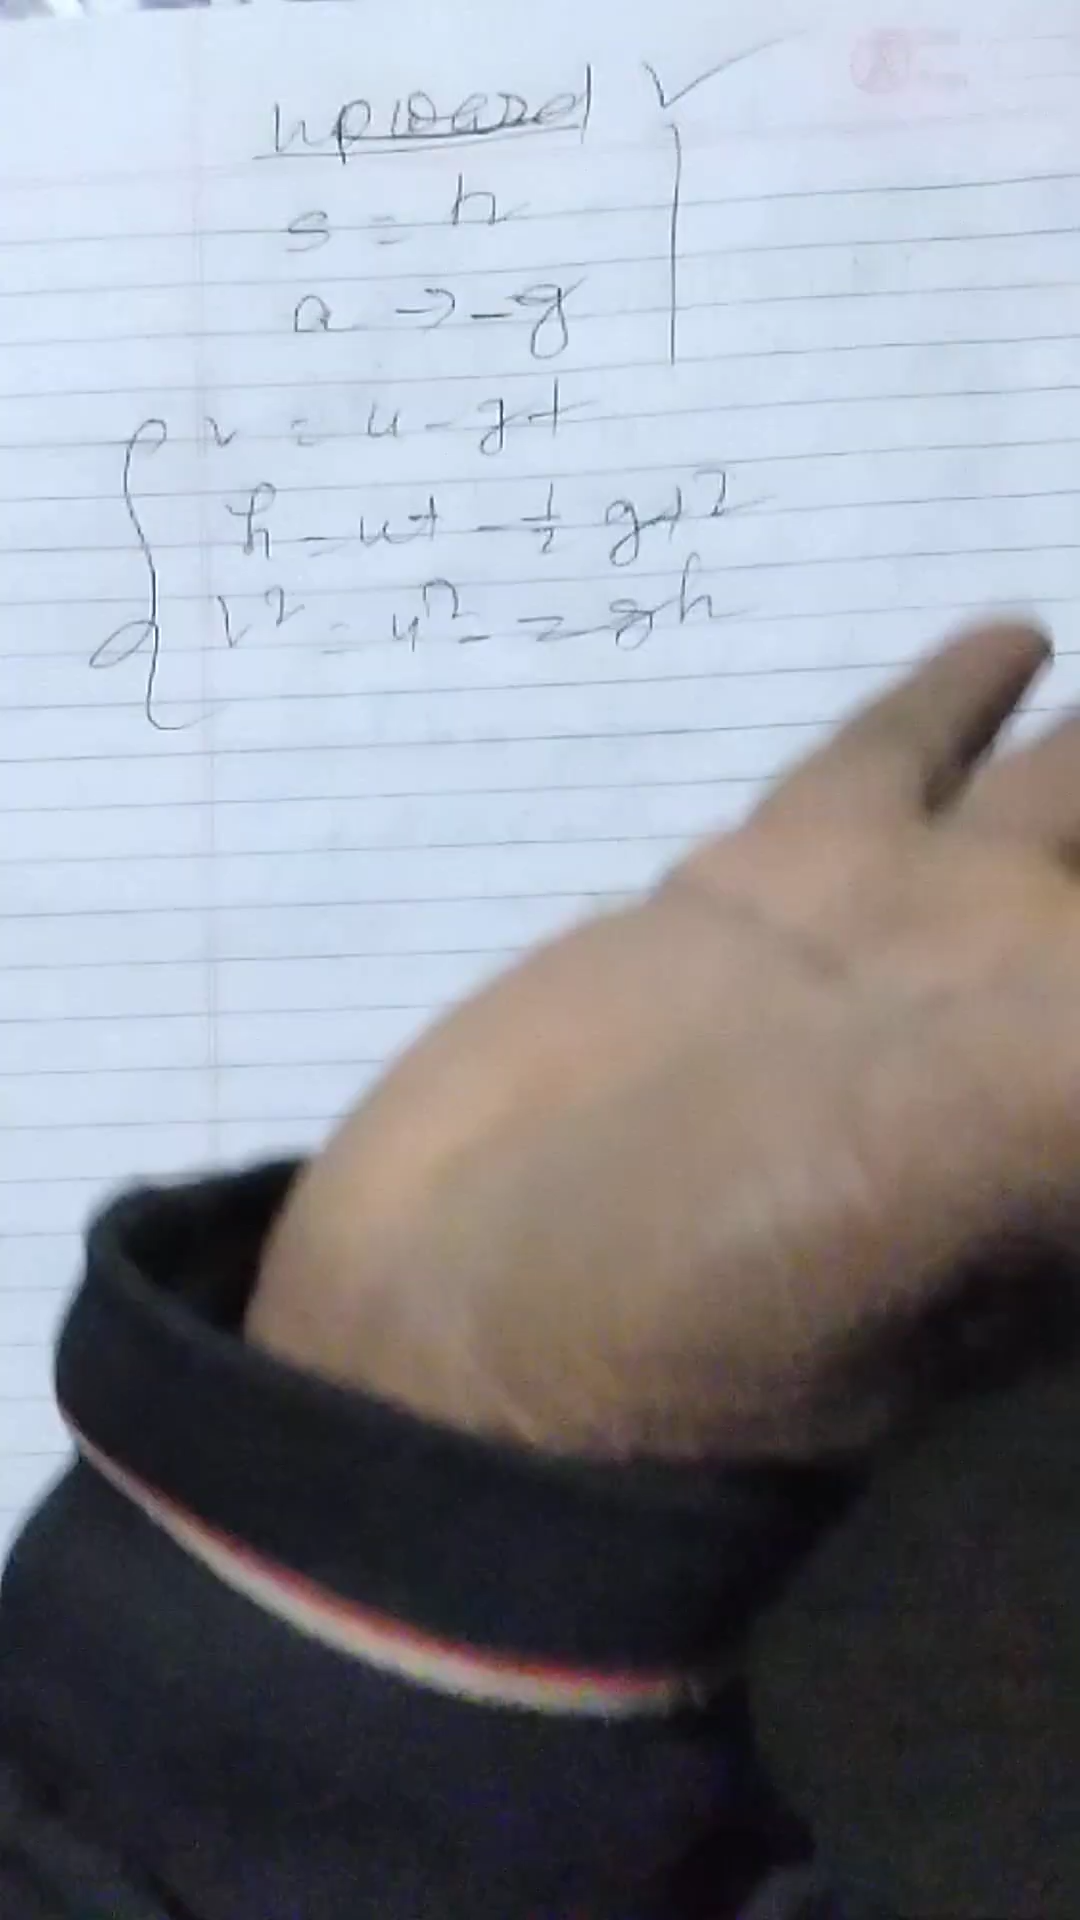 upward ✓
s = h
a → -g
v = u - gt
h = ut - 1/2 gt²
v² = u² - 2gh